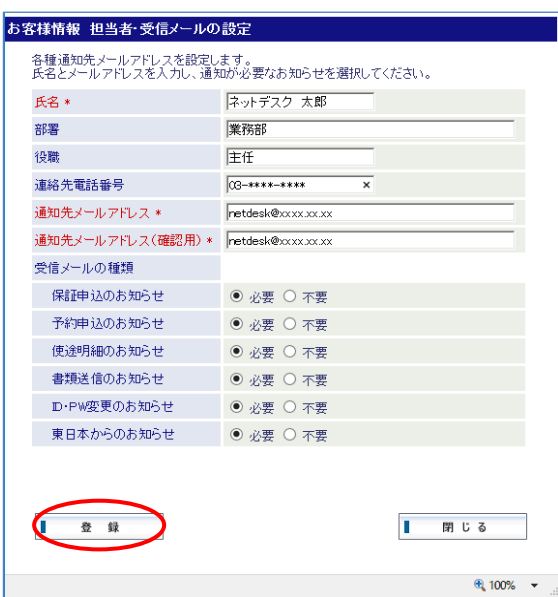 お客様情報 担当者・受信メールの設定
各種通知先メールアドレスを設定します。
氏名とメールアドレスを入力し、通知が必要なお知らせを選択してください。
氏名 * ネットデスク 太郎
部署 業務部
役職 主任
連絡先電話番号 03-****-**** ×
通知先メールアドレス * netdesk@xxxx.xx.xx
通知先メールアドレス(確認用) * netdesk@xxxx.xx.xx
受信メールの種類
保証申込のお知らせ 必要 不要
予約申込のお知らせ 必要 不要
使途明細のお知らせ 必要 不要
書類送信のお知らせ 必要 不要
ID・PW変更のお知らせ 必要 不要
東日本からのお知らせ 必要 不要
登 録 閉じる
100%